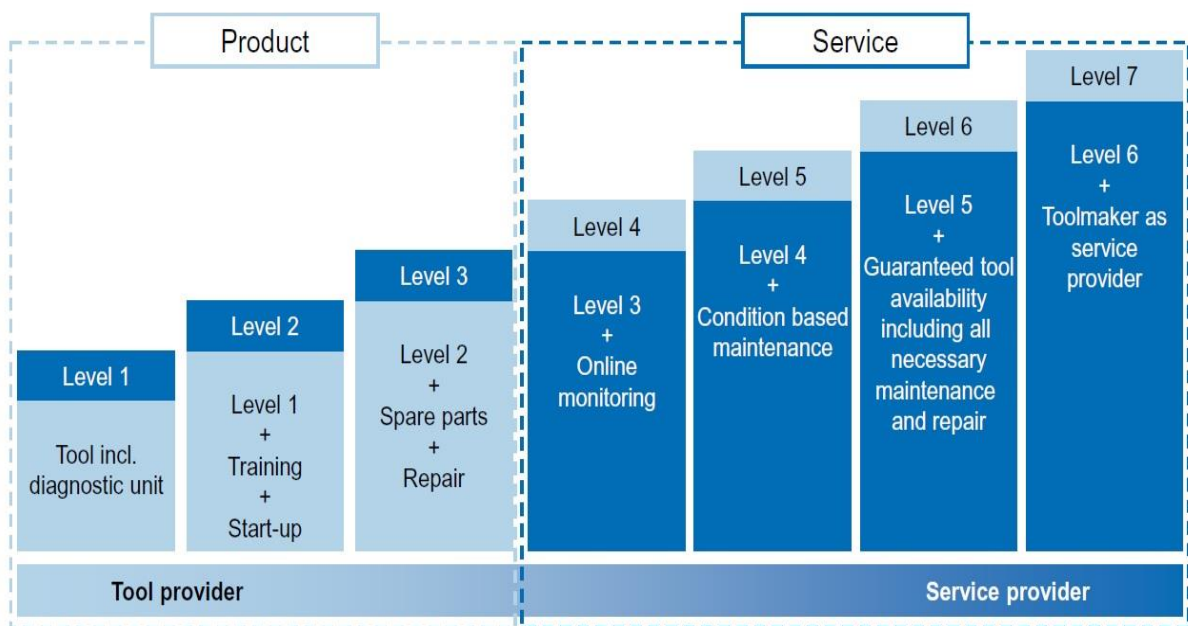 Product
Service
Level 1
Tool incl.
diagnostic unit
Level 2
Level 1
+
Training
+
Start-up
Level 3
Level 2
+
Spare parts
+
Repair
Level 4
Level 3
+
Online
monitoring
Level 5
Level 4
+
Condition based
maintenance
Level 6
Level 5
+
Guaranteed tool
availability
including all
necessary
maintenance
and repair
Level 7
Level 6
+
Toolmaker as
service
provider
Tool provider
Service provider